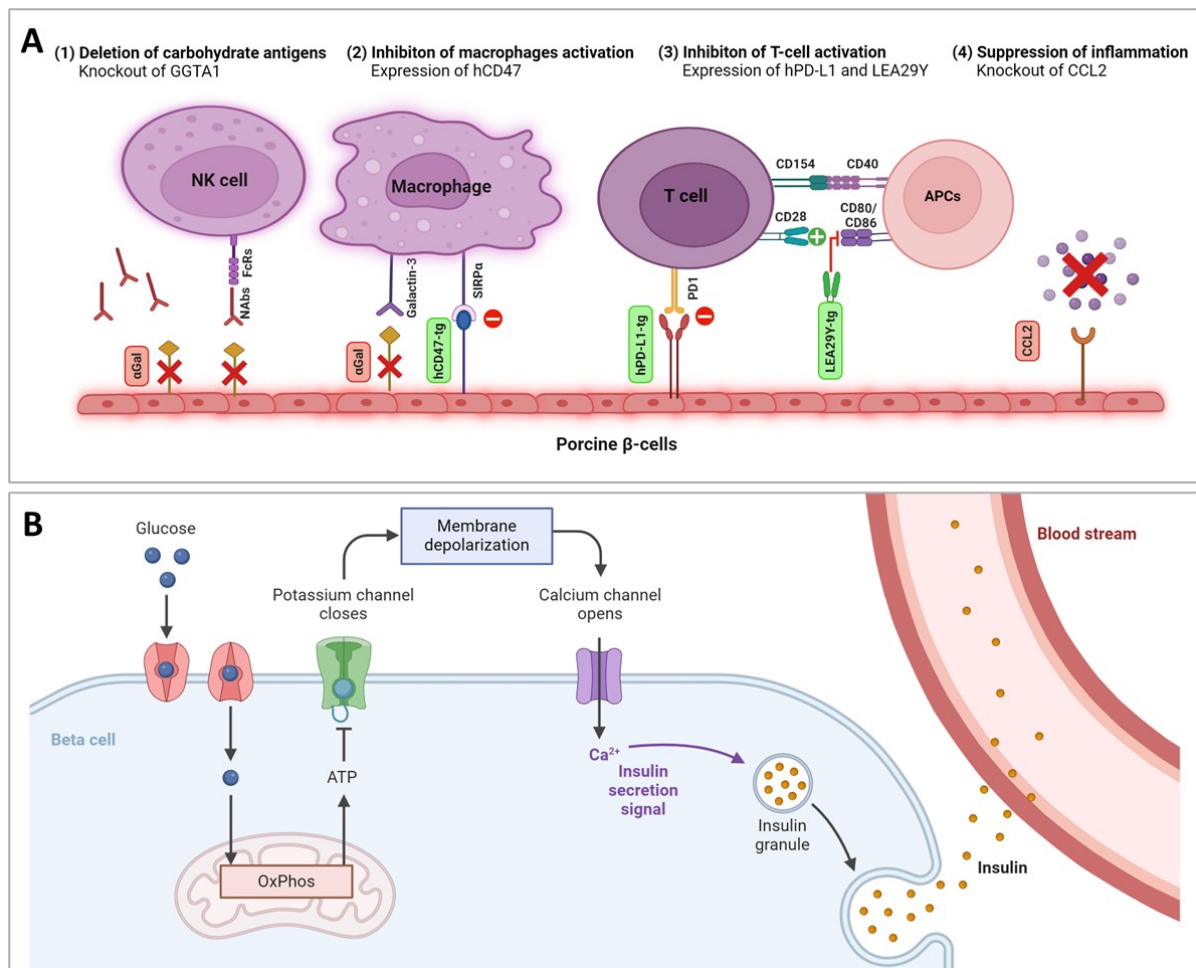 A
(1) Deletion of carbohydrate antigens
Knockout of GGTA1
(2) Inhibiton of macrophages activation
Expression of hCD47
(3) Inhibiton of T-cell activation
Expression of hPD-L1 and LEA29Y
(4) Suppression of inflammation
Knockout of CCL2
NK cell
Macrophage
T cell
APCs
CD154
CD40
CD28
CD80/
CD86
FcRs
NAbs
Galactin-3
SIRPα
PD1
αGal
αGal
hCD47-tg
hPD-L1-tg
LEA29Y-tg
CCL2
Porcine β-cells
B
Glucose
Membrane
depolarization
Potassium channel
closes
Calcium channel
opens
Blood stream
Beta cell
ATP
Ca²⁺
Insulin
secretion
signal
Insulin
granule
OxPhos
Insulin